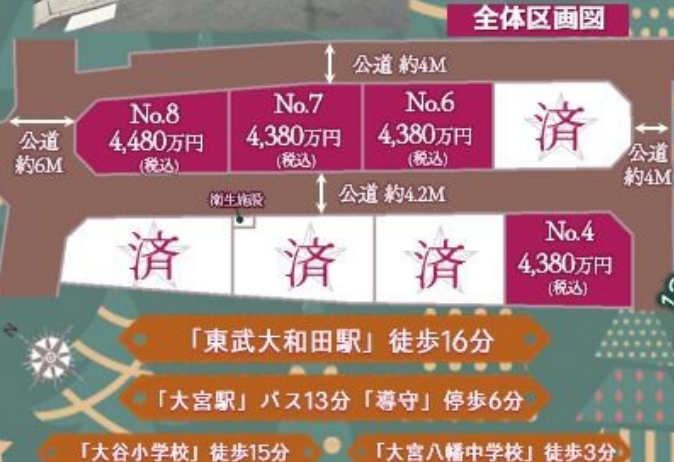 全体区画図
公道 約4M
No.8
4,480万円
(税込)
No.7
4,380万円
(税込)
No.6
4,380万円
(税込)
済
公道
約6M
公道
約4M
衛生施設
公道 約4.2M
済
済
済
No.4
4,380万円
(税込)
N
「東武大和田駅」徒歩16分
「大宮駅」バス13分「導守」停歩6分
「大谷小学校」徒歩15分
「大宮八幡中学校」徒歩3分